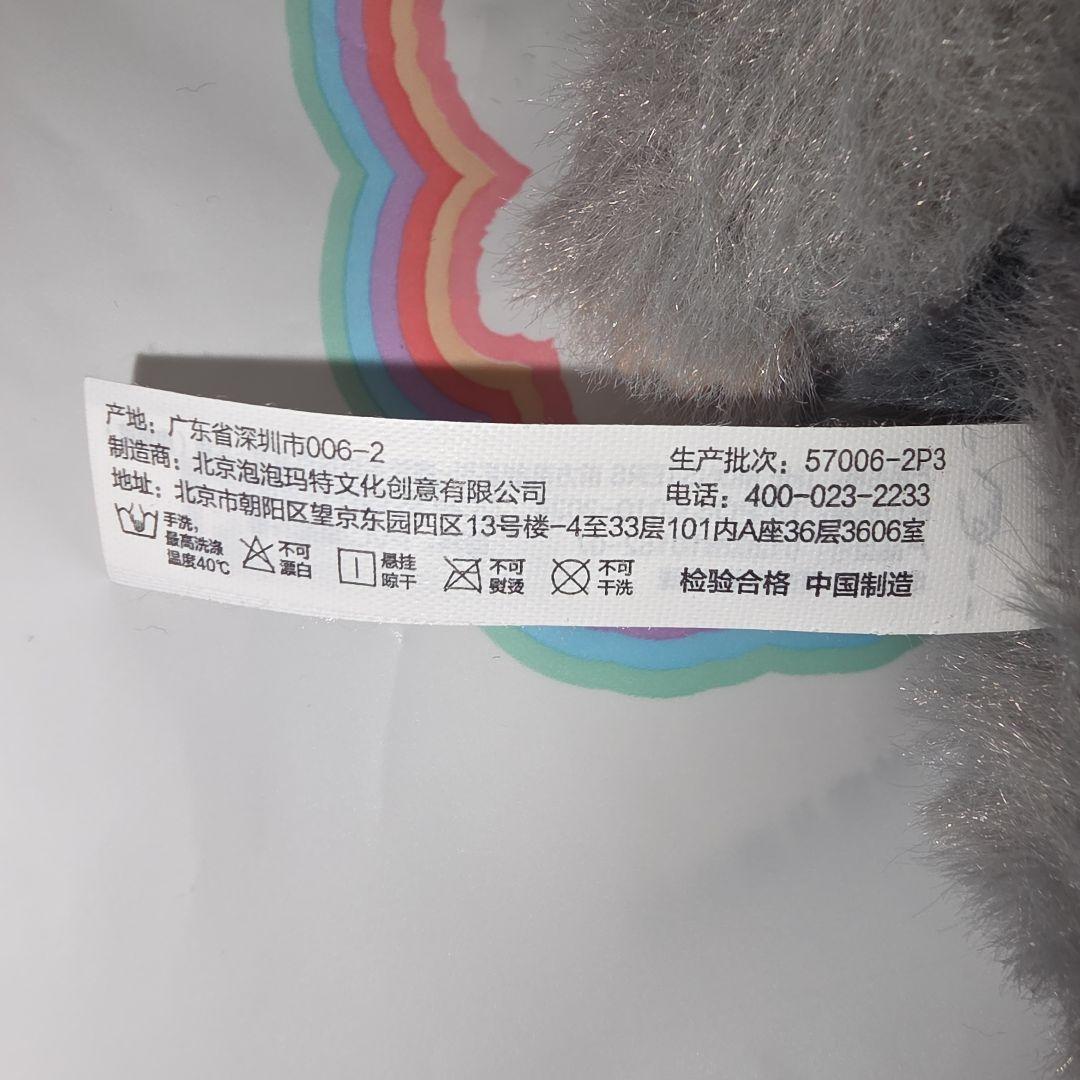 产地：广东省深圳市006-2
生产批次：57006-2P3
制造商：北京泡泡玛特文化创意有限公司
电话：400-023-2233
地址：北京市朝阳区望京东园四区13号楼-4至33层101内A座36层3606室
手洗，
最高洗涤
温度40℃
不可
漂白
悬挂
晾干
不可
熨烫
不可
干洗
检验合格 中国制造